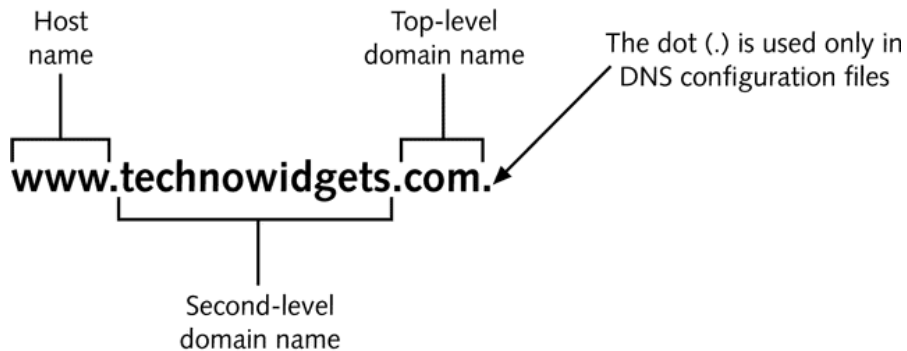 Host
name
Top-level
domain name
The dot (.) is used only in
DNS configuration files
www.technowidgets.com.
Second-level
domain name